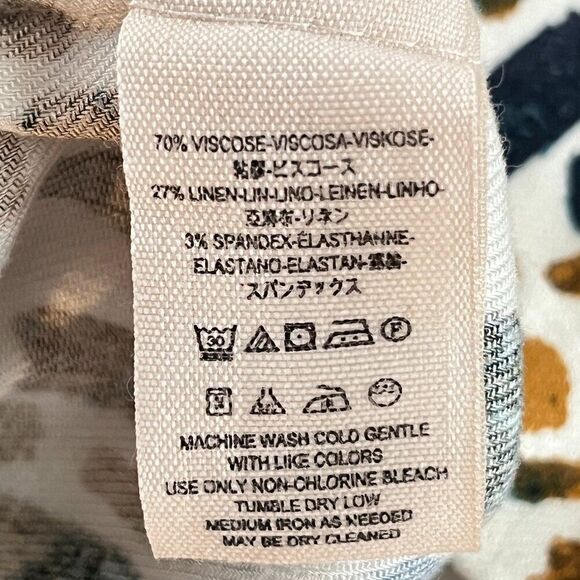 70% VISCOSE-VISCOSA-VISKOSE-
粘膠-ビスコース
27% LINEN-LIN-LINO-LEINEN-LINHO-
亞麻布-リネン
3% SPANDEX-ÉLASTHANNE-
ELASTANO-ELASTAN-
スパンデックス
30
F
MACHINE WASH COLD GENTLE
WITH LIKE COLORS
USE ONLY NON-CHLORINE BLEACH
TUMBLE DRY LOW
MEDIUM IRON AS NEEDED
MAY BE DRY CLEANED